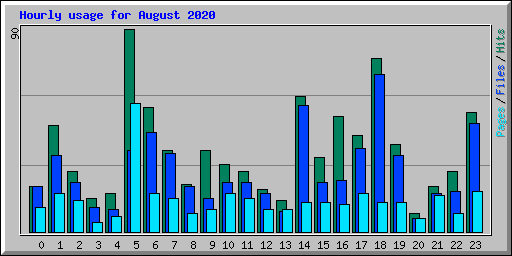 Hourly usage for August 2020
90
Pages / Files / Hits
0 1 2 3 4 5 6 7 8 9 10 11 12 13 14 15 16 17 18 19 20 21 22 23